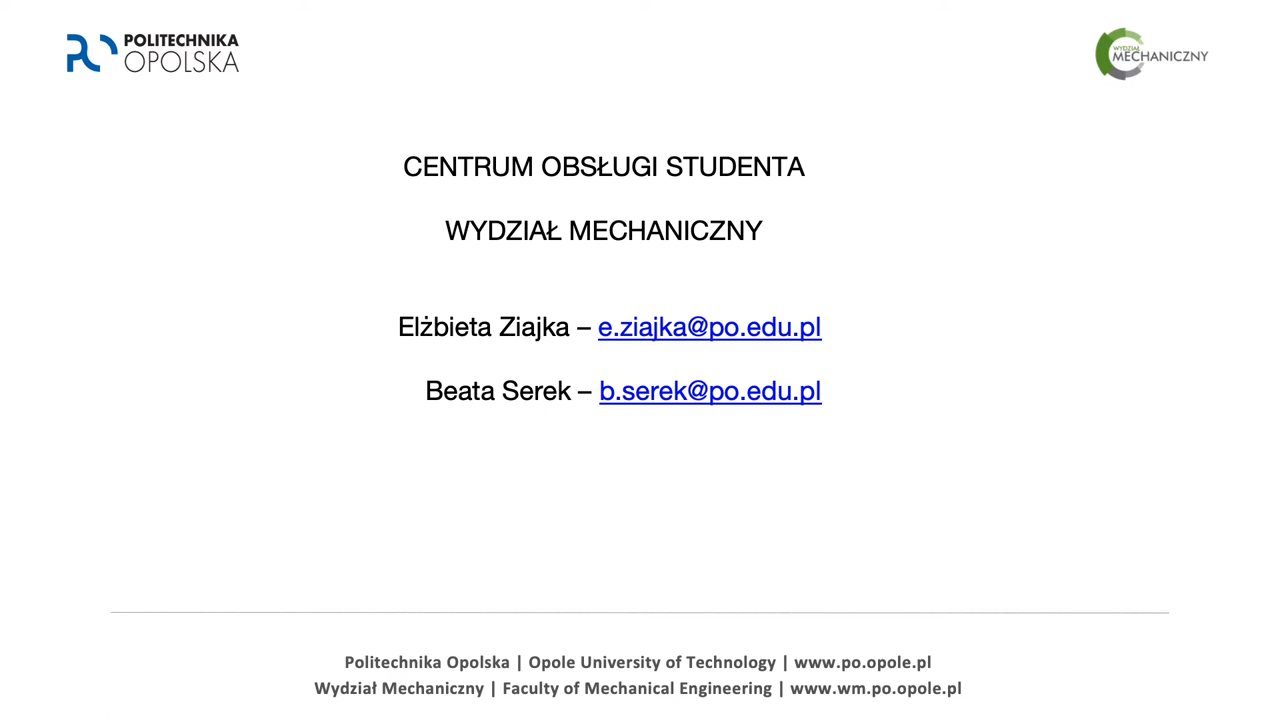 POLITECHNIKA
OPOLSKA
WYDZIAŁ
MECHANICZNY
CENTRUM OBSŁUGI STUDENTA
WYDZIAŁ MECHANICZNY
Elżbieta Ziajka – e.ziajka@po.edu.pl
Beata Serek – b.serek@po.edu.pl
Politechnika Opolska | Opole University of Technology | www.po.opole.pl
Wydział Mechaniczny | Faculty of Mechanical Engineering | www.wm.po.opole.pl